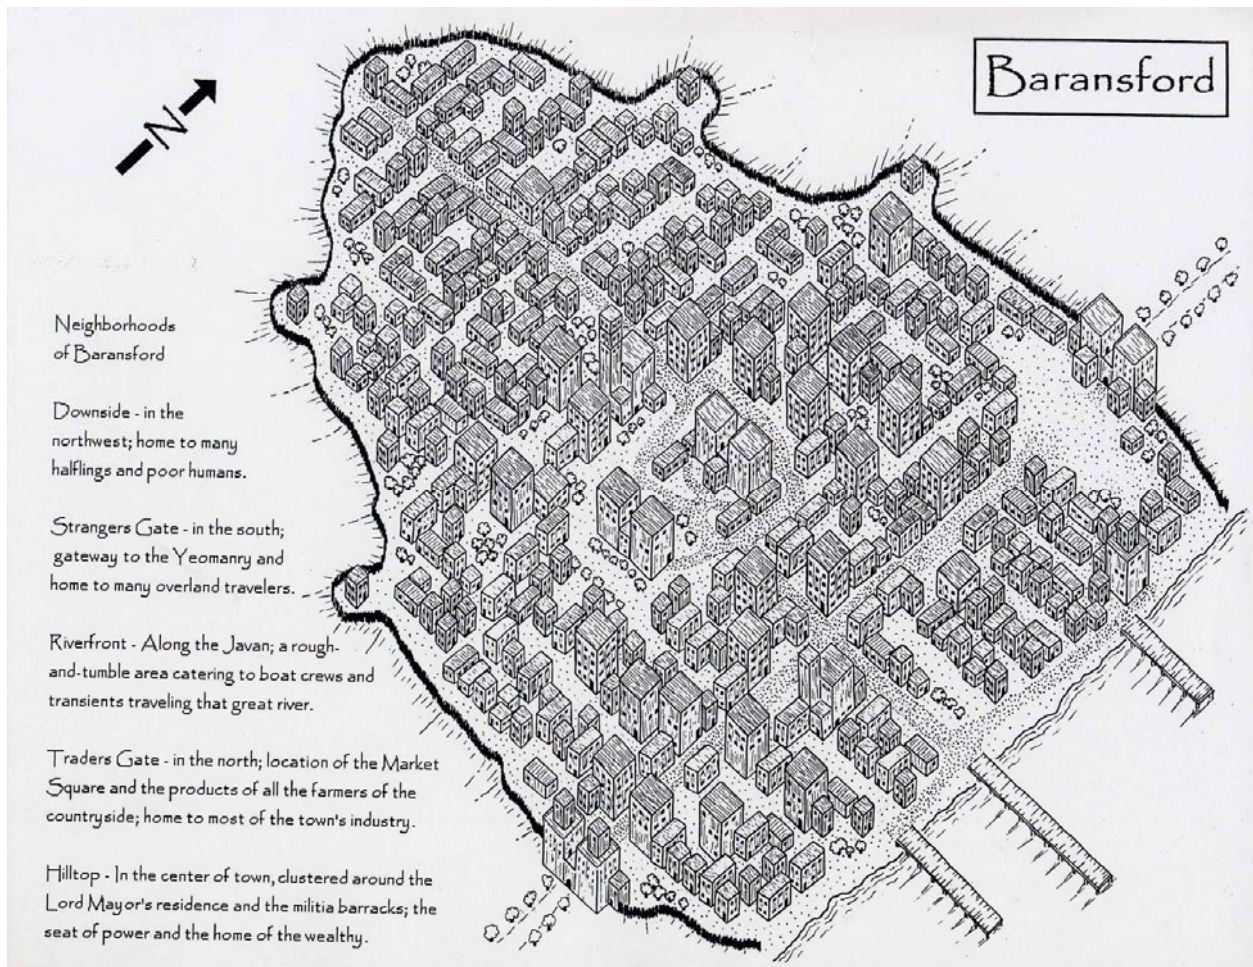 Baransford
N
Neighborhoods
of Baransford
Downside - in the
northwest; home to many
halflings and poor humans.
Strangers Gate - in the south;
gateway to the Yeomanry and
home to many overland travelers.
Riverfront - Along the Javan; a rough-
and-tumble area catering to boat crews and
transients traveling that great river.
Traders Gate - in the north; location of the Market
Square and the products of all the farmers of the
countryside; home to most of the town's industry.
Hilltop - In the center of town, clustered around the
Lord Mayor's residence and the militia barracks; the
seat of power and the home of the wealthy.